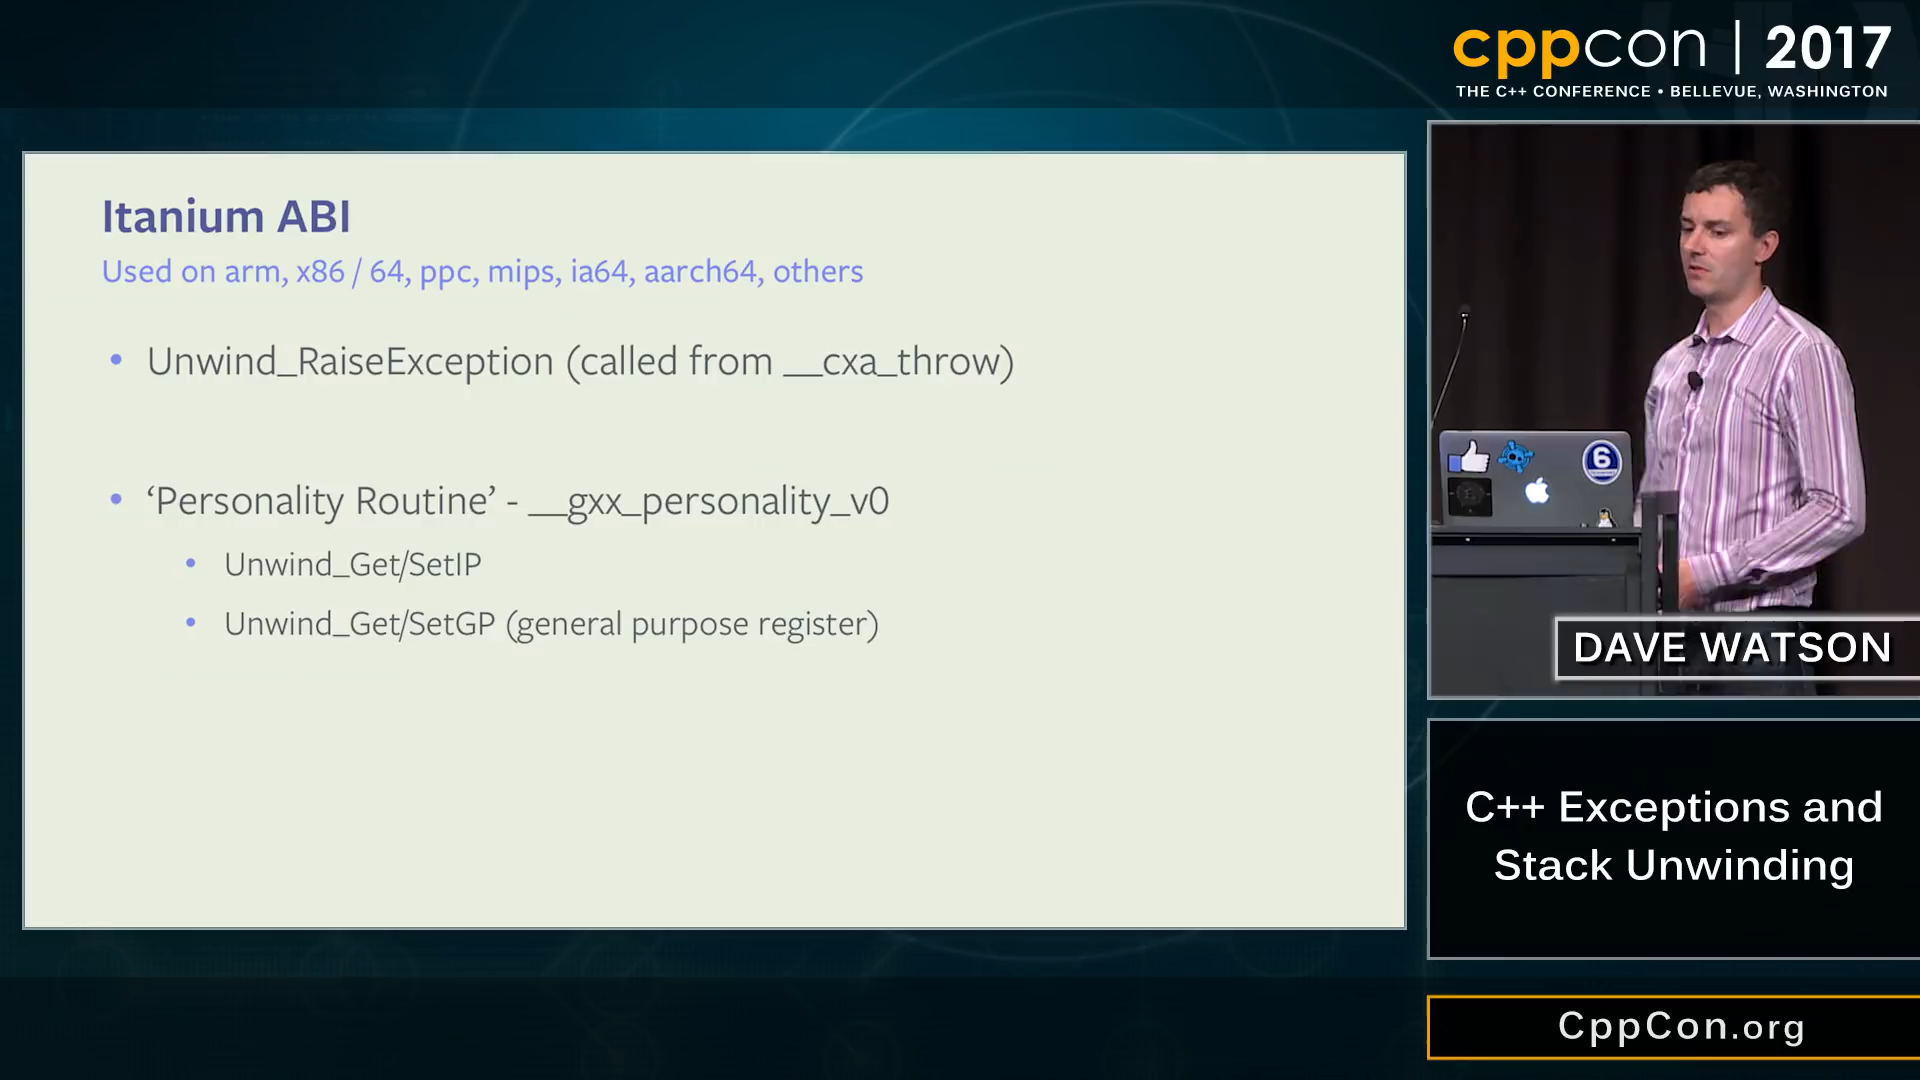 cppcon | 2017
THE C++ CONFERENCE • BELLEVUE, WASHINGTON
Itanium ABI
Used on arm, x86 / 64, ppc, mips, ia64, aarch64, others
• Unwind_RaiseException (called from __cxa_throw)
• ‘Personality Routine’ - __gxx_personality_v0
• Unwind_Get/SetIP
• Unwind_Get/SetGP (general purpose register)
6
DAVE WATSON
C++ Exceptions and
Stack Unwinding
CppCon.org